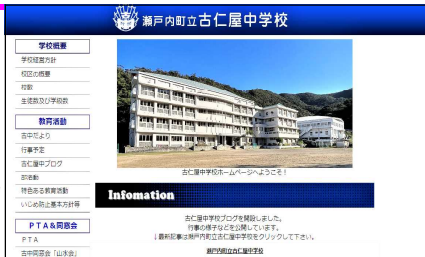 瀬戸内町立古仁屋中学校
学校概要
学校経営方針
校区の概要
校歌
生徒数及び学級数
教育活動
古中だより
行事予定
古仁屋中ブログ
部活動
特色ある教育活動
いじめ防止基本方針等
ＰＴＡ&同窓会
ＰＴＡ
古中同窓会「山水会」
古仁屋中学校ホームページへようこそ！
Infomation
古仁屋中学校ブログを開設しました。
行事の様子などを公開しています。
↓最新記事は瀬戸内町立古仁屋中学校をクリックして下さい。
瀬戸内町立古仁屋中学校